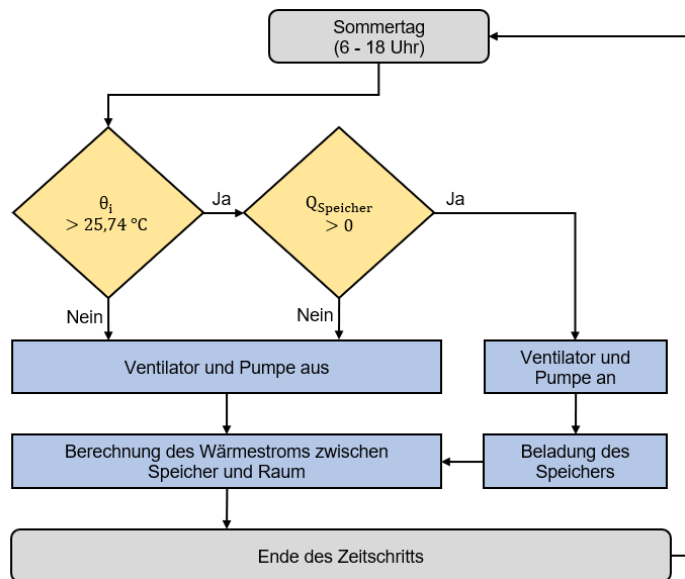 Sommertag
(6 - 18 Uhr)
θi
> 25,74 °C
Ja
QSpeicher
> 0
Ja
Nein
Nein
Ventilator und Pumpe aus
Ventilator und
Pumpe an
Berechnung des Wärmestroms zwischen
Speicher und Raum
Beladung des
Speichers
Ende des Zeitschritts